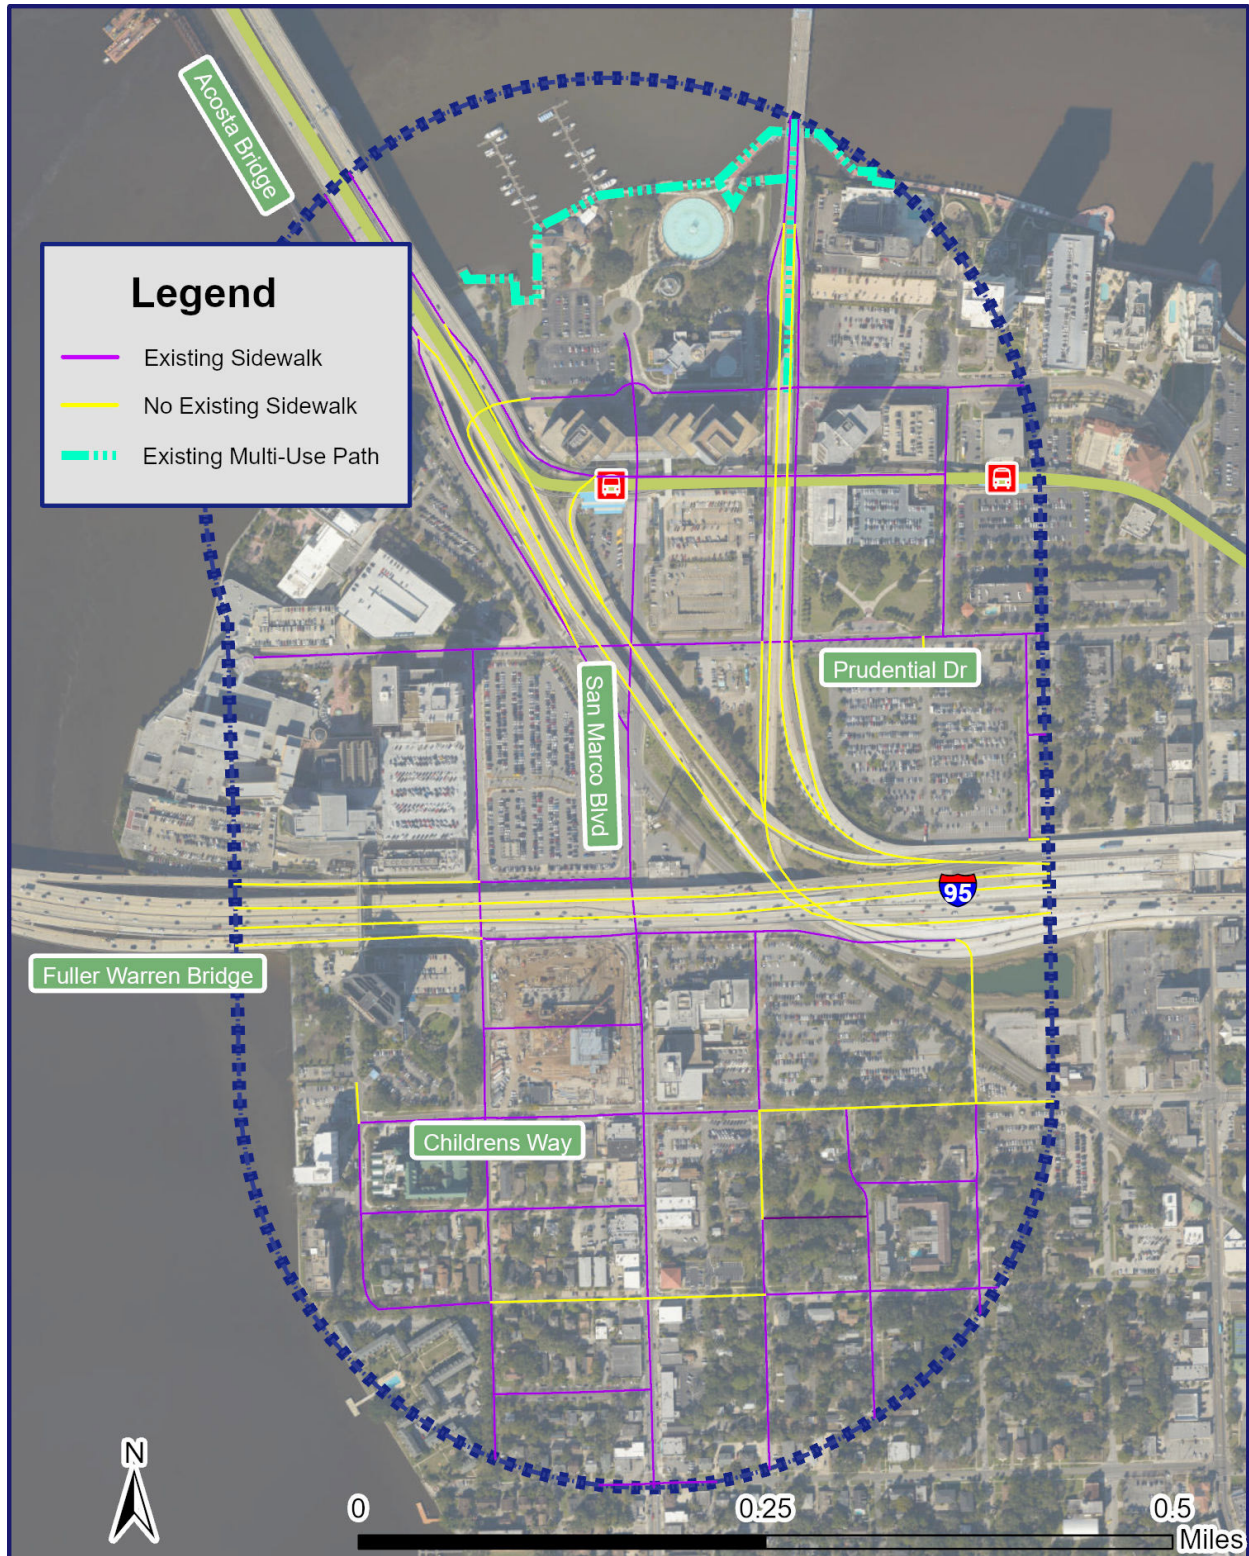 Acosta Bridge
Legend
Existing Sidewalk
No Existing Sidewalk
Existing Multi-Use Path
Prudential Dr
San Marco Blvd
95
Fuller Warren Bridge
Childrens Way
N
0
0.25
0.5
Miles